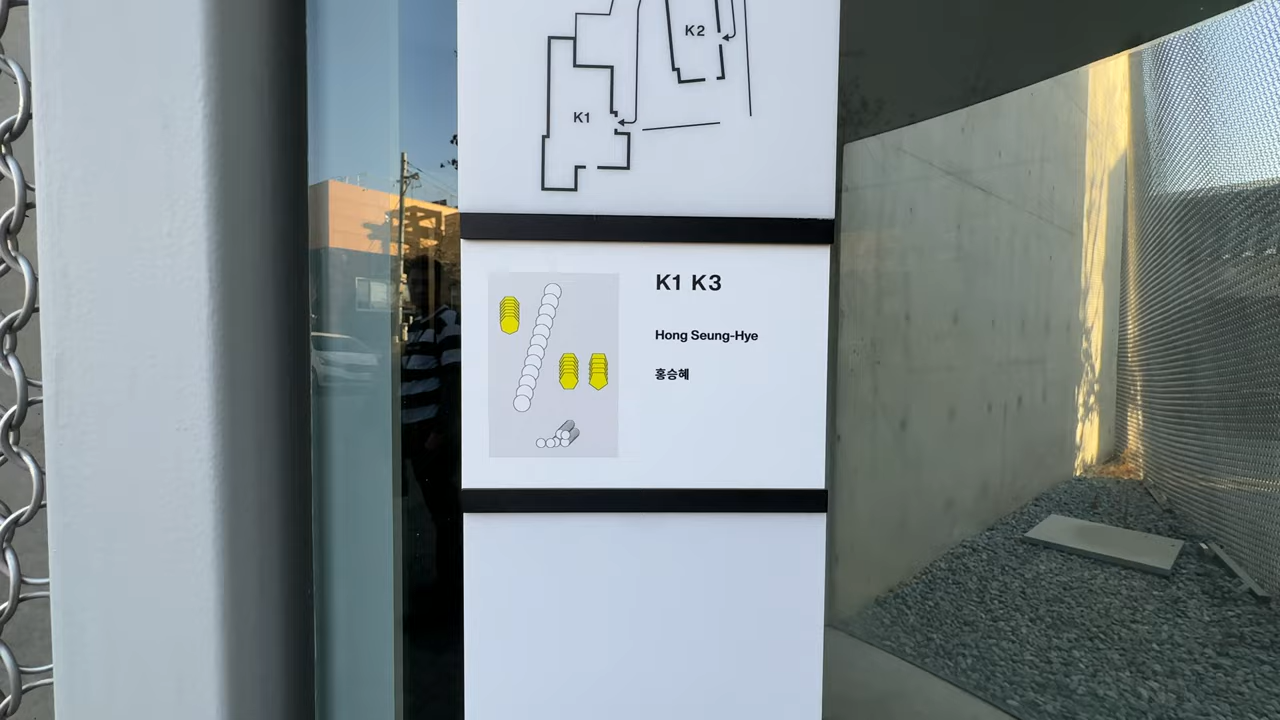 K2
K1
K1 K3
Hong Seung-Hye
홍승혜